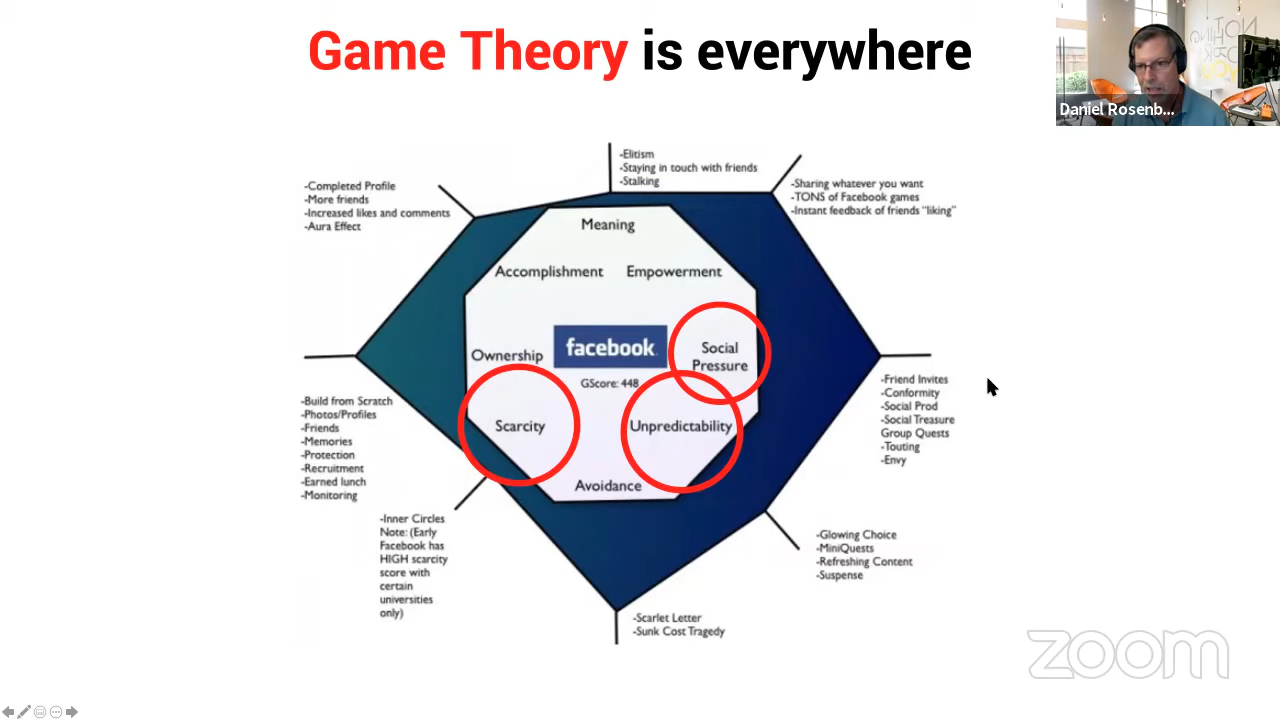 Game Theory is everywhere
Daniel Rosenb...
-Elitism
-Staying in touch with friends
-Stalking
-Completed Profile
-More friends
-Increased likes and comments
-Aura Effect
-Sharing whatever you want
-TONS of Facebook games
-Instant feedback of friends "liking"
Meaning
Accomplishment
Empowerment
Ownership
facebook
Social
Pressure
GScore: 448
Scarcity
Unpredictability
Avoidance
-Build from Scratch
-Photos/Profiles
-Friends
-Memories
-Protection
-Recruitment
-Earned lunch
-Monitoring
-Friend Invites
-Conformity
-Social Prod
-Social Treasure
Group Quests
-Touting
-Envy
-Inner Circles
Note: (Early
Facebook has
HIGH scarcity
score with
certain
universities
only)
-Glowing Choice
-MiniQuests
-Refreshing Content
-Suspense
-Scarlet Letter
-Sunk Cost Tragedy
zoom